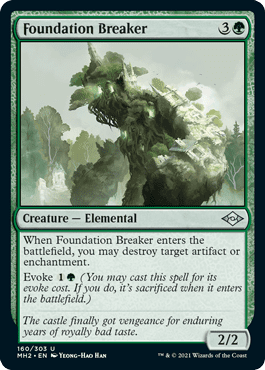 Foundation Breaker 3
Creature — Elemental
When Foundation Breaker enters the
battlefield, you may destroy target artifact or
enchantment.
Evoke 1 (You may cast this spell for its
evoke cost. If you do, it's sacrificed when it enters
the battlefield.)
The castle finally got vengeance for enduring
years of royally bad taste.
2/2
160/303 U
MH2 • EN Yeong-Hao Han
™ & © 2021 Wizards of the Coast